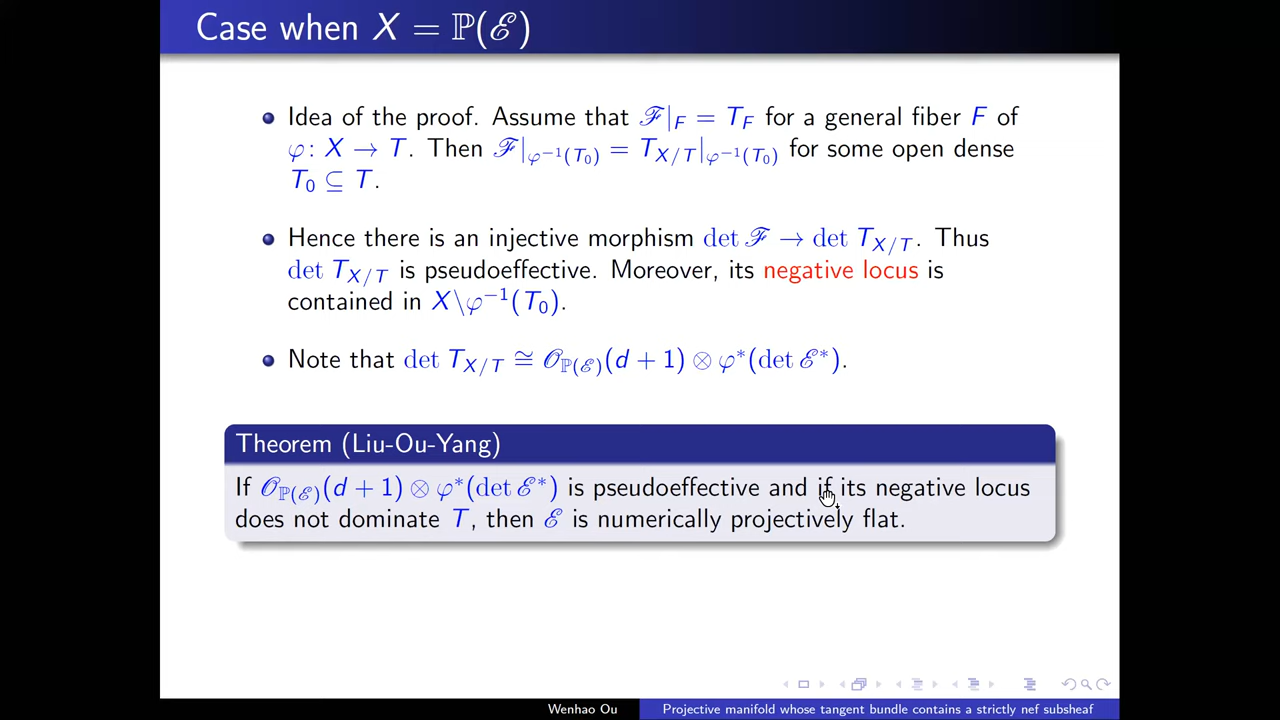 Case when X = ℙ(ℰ)
Idea of the proof. Assume that ℱ|_F = T_F for a general fiber F of
φ: X → T. Then ℱ|_{φ⁻¹(T₀)} = T_{X/T}|_{φ⁻¹(T₀)} for some open dense
T₀ ⊆ T.
Hence there is an injective morphism det ℱ → det T_{X/T}. Thus
det T_{X/T} is pseudoeffective. Moreover, its negative locus is
contained in X\φ⁻¹(T₀).
Note that det T_{X/T} ≅ 𝒪_{ℙ(ℰ)}(d + 1) ⊗ φ*(det ℰ*).
Theorem (Liu-Ou-Yang)
If 𝒪_{ℙ(ℰ)}(d + 1) ⊗ φ*(det ℰ*) is pseudoeffective and if its negative locus
does not dominate T, then ℰ is numerically projectively flat.
Wenhao Ou Projective manifold whose tangent bundle contains a strictly nef subsheaf